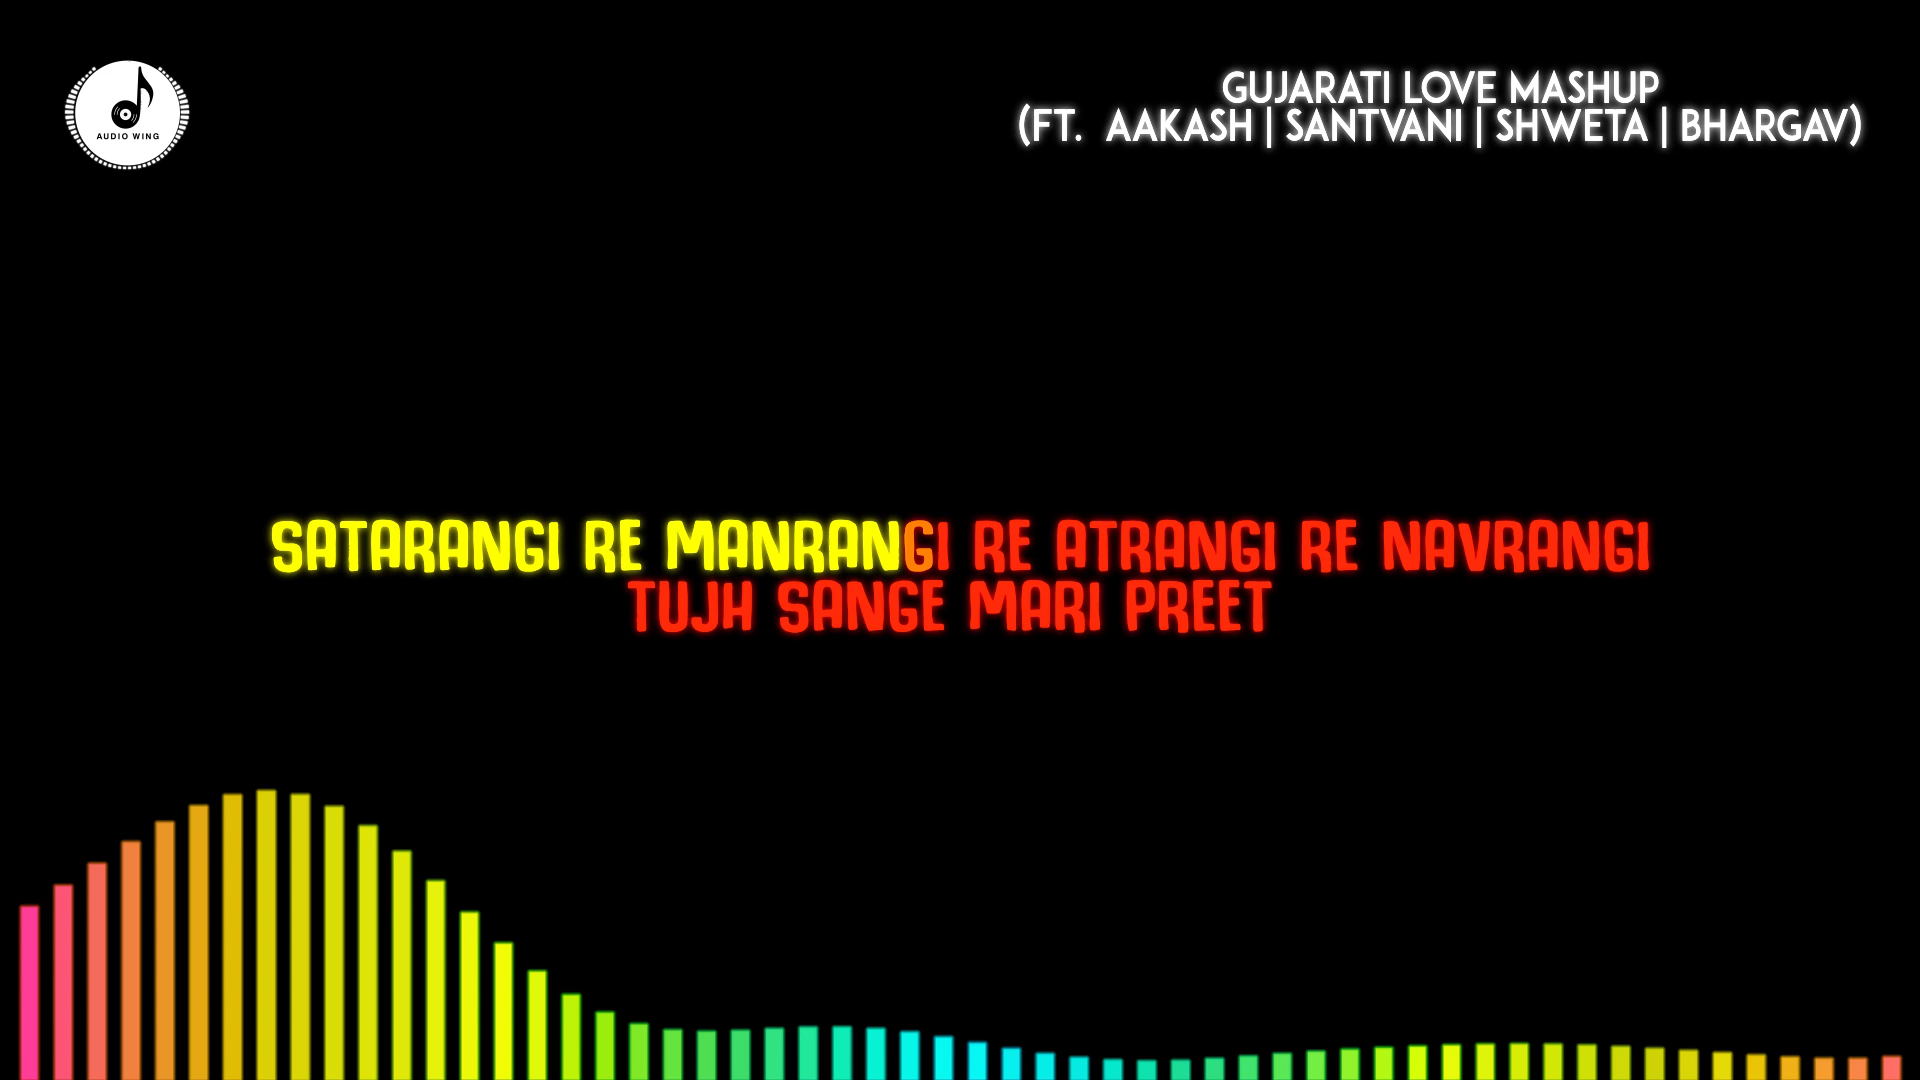 AUDIO WING
GUJARATI LOVE MASHUP
(FT. AAKASH | SANTVANI | SHWETA | BHARGAV)
SATARANGI RE MANRANGI RE ATRANGI RE NAVRANGI
TUJH SANGE MARI PREET